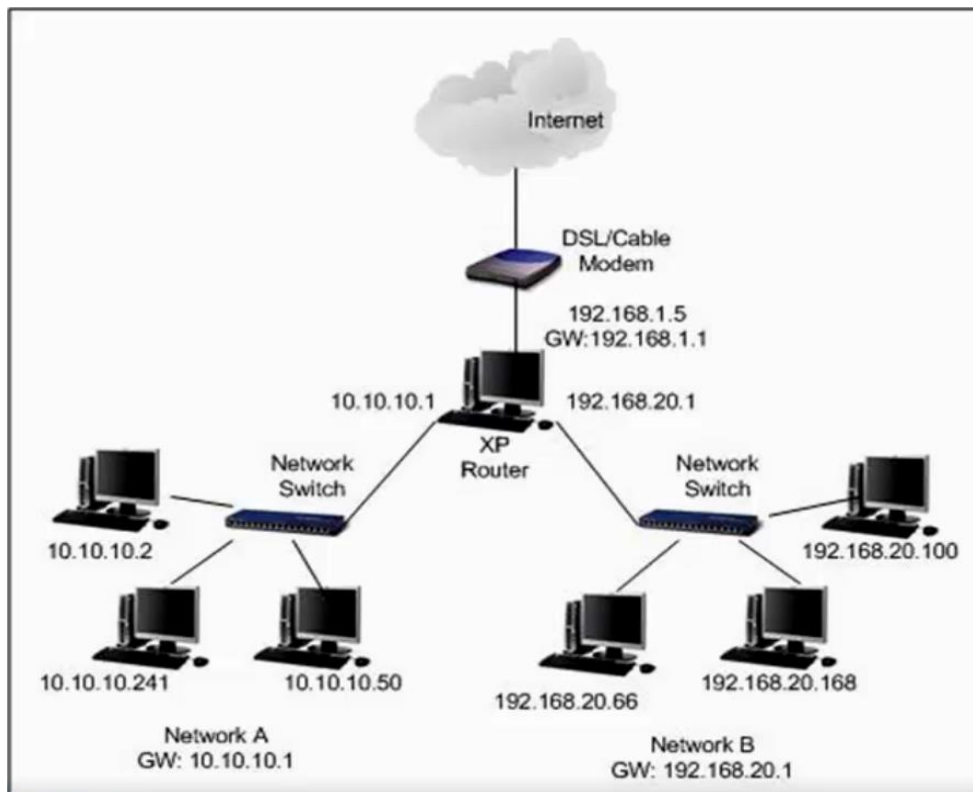 Internet
DSL/Cable
Modem
192.168.1.5
GW:192.168.1.1
10.10.10.1
192.168.20.1
XP
Router
Network
Switch
Network
Switch
10.10.10.2
192.168.20.100
10.10.10.241
10.10.10.50
192.168.20.66
192.168.20.168
Network A
GW: 10.10.10.1
Network B
GW: 192.168.20.1